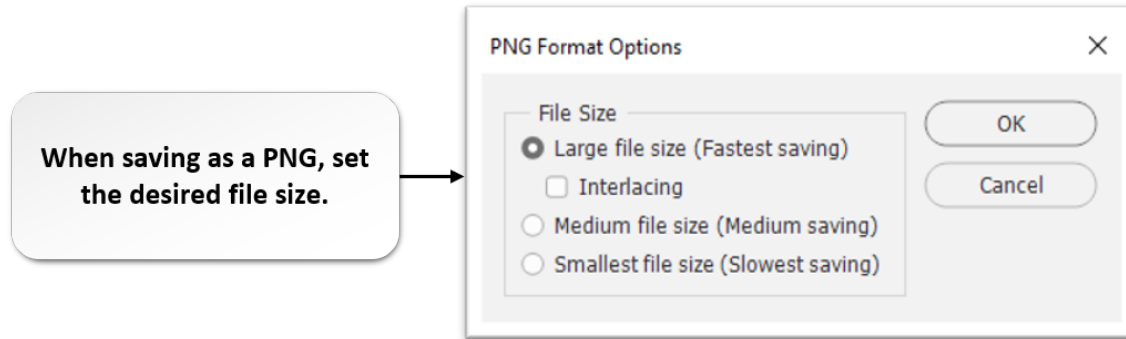 When saving as a PNG, set
the desired file size.
PNG Format Options
File Size
Large file size (Fastest saving)
Interlacing
Medium file size (Medium saving)
Smallest file size (Slowest saving)
OK
Cancel